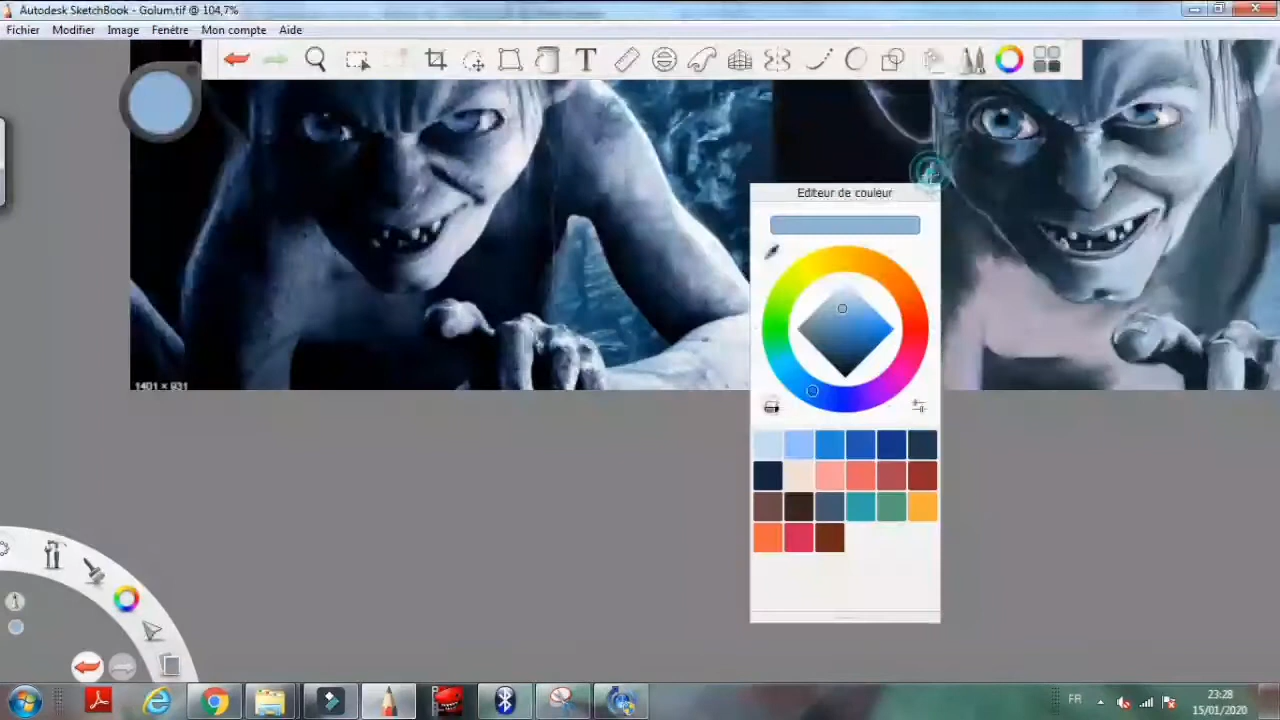 Autodesk SketchBook - Golum.tif @ 104,7%
Fichier Modifier Image Fenêtre Mon compte Aide
T
Editeur de couleur
1401 × 931
FR
23:28
15/01/2020